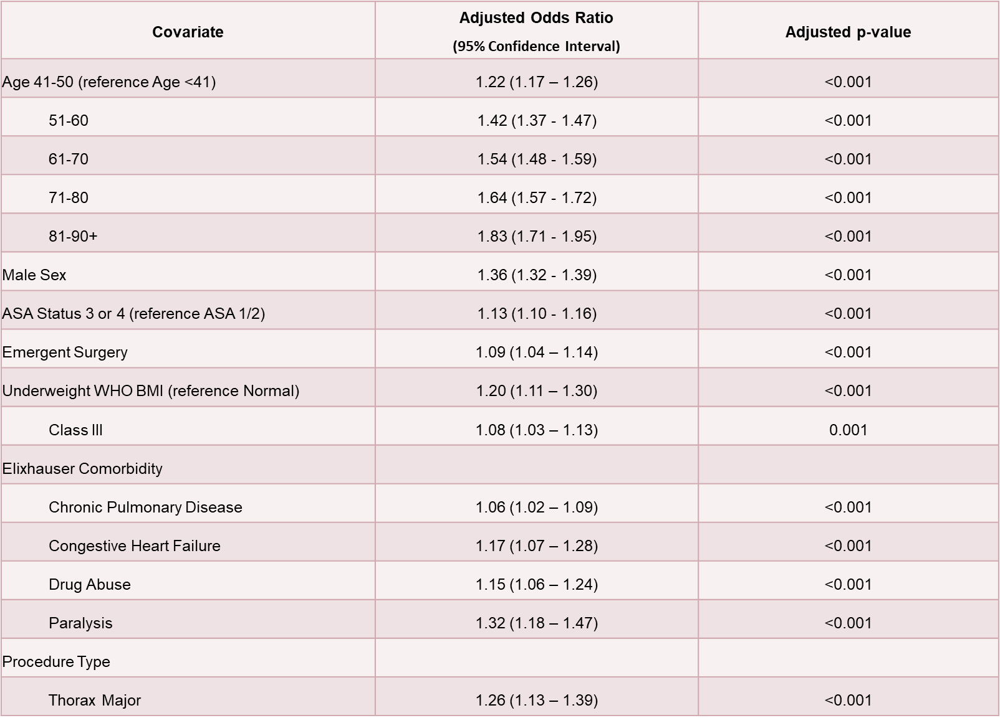 Covariate
Adjusted Odds Ratio
(95% Confidence Interval)
Adjusted p-value
Age 41-50 (reference Age <41) 1.22 (1.17 – 1.26) <0.001
51-60 1.42 (1.37 - 1.47) <0.001
61-70 1.54 (1.48 - 1.59) <0.001
71-80 1.64 (1.57 - 1.72) <0.001
81-90+ 1.83 (1.71 - 1.95) <0.001
Male Sex 1.36 (1.32 - 1.39) <0.001
ASA Status 3 or 4 (reference ASA 1/2) 1.13 (1.10 - 1.16) <0.001
Emergent Surgery 1.09 (1.04 – 1.14) <0.001
Underweight WHO BMI (reference Normal) 1.20 (1.11 – 1.30) <0.001
Class III 1.08 (1.03 – 1.13) 0.001
Elixhauser Comorbidity
Chronic Pulmonary Disease 1.06 (1.02 – 1.09) <0.001
Congestive Heart Failure 1.17 (1.07 – 1.28) <0.001
Drug Abuse 1.15 (1.06 – 1.24) <0.001
Paralysis 1.32 (1.18 – 1.47) <0.001
Procedure Type
Thorax Major 1.26 (1.13 – 1.39) <0.001